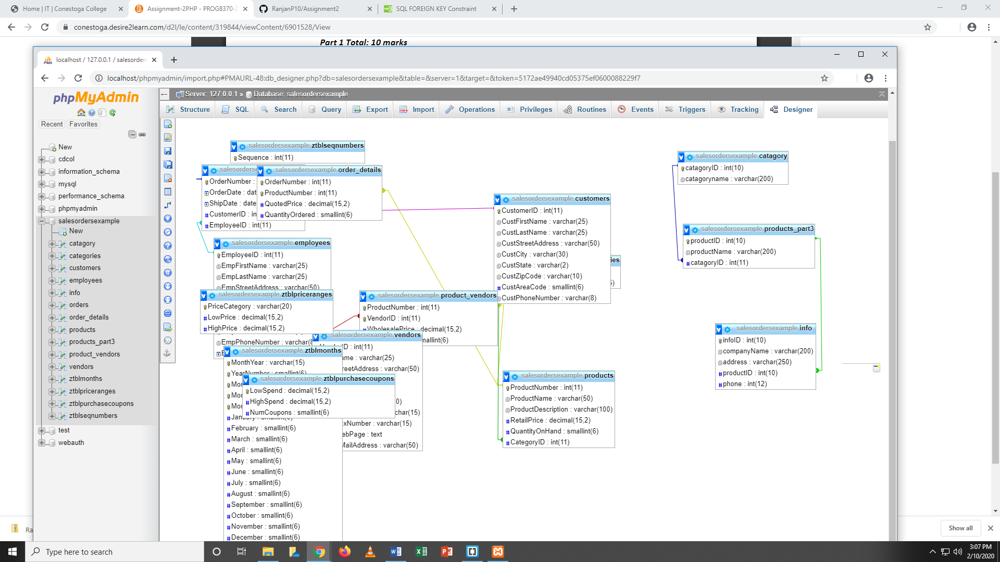 Home | IT | Conestoga College
Assignment-2PHP - PROG8370-2
RanjanP10/Assignment2
SQL FOREIGN KEY Constraint
conestoga.desire2learn.com/d2l/le/content/319844/viewContent/6901528/View
Part 1 Total: 10 marks
localhost / 127.0.0.1 / salesorders
localhost/phpmyadmin/import.php#PMAURL-48:db_designer.php?db=salesordersexample&table=&server=1&target=&token=5172ae49940cd05375ef0600088229f7
phpMyAdmin
Recent
Favorites
New
cdcol
information_schema
mysql
performance_schema
phpmyadmin
salesordersexample
New
catagory
categories
customers
employees
info
orders
order_details
products
products_part3
product_vendors
vendors
ztblmonths
ztblpriceranges
ztblpurchasecoupons
ztblseqnumbers
test
webauth
Server: 127.0.0.1 » Database: salesordersexample
Structure
SQL
Search
Query
Export
Import
Operations
Privileges
Routines
Events
Triggers
Tracking
Designer
salesordersexample ztblseqnumbers
Sequence : int(11)
OrderNumber :
OrderDate : dat
ShipDate : date
CustomerID : in
EmployeeID : int(11)
salesordersexample order_details
OrderNumber : int(11)
ProductNumber : int(11)
QuotedPrice : decimal(15,2)
QuantityOrdered : smallint(6)
salesordersexample employees
EmployeeID : int(11)
EmpFirstName : varchar(25)
EmpLastName : varchar(25)
EmpStreetAddress : varchar(50)
salesordersexample ztblpriceranges
PriceCategory : varchar(20)
LowPrice : decimal(15,2)
HighPrice : decimal(15,2)
EmpPhoneNumber : varchar(8
salesordersexample product_vendors
ProductNumber : int(11)
VendorID : int(11)
WholesalePrice : decimal(15,2)
mallint(6)
salesordersexample vendors
ID : int(11)
ame : varchar(25)
reetAddress : varchar(50)
0)
char(15)
xNumber : varchar(15)
ebPage : text
MailAddress : varchar(50)
salesordersexample ztblmonths
MonthYear : varchar(15)
YearNumber : smallint(6)
Mor
Mor
Mor
January : smallint(6)
February : smallint(6)
March : smallint(6)
April : smallint(6)
May : smallint(6)
June : smallint(6)
July : smallint(6)
August : smallint(6)
September : smallint(6)
October : smallint(6)
November : smallint(6)
December : smallint(6)
salesordersexample ztblpurchasecoupons
LowSpend : decimal(15,2)
HighSpend : decimal(15,2)
NumCoupons : smallint(6)
salesordersexample customers
CustomerID : int(11)
CustFirstName : varchar(25)
CustLastName : varchar(25)
CustStreetAddress : varchar(50)
CustCity : varchar(30)
CustState : varchar(2)
CustZipCode : varchar(10)
CustAreaCode : smallint(6)
CustPhoneNumber : varchar(8)
ies
salesordersexample products
ProductNumber : int(11)
ProductName : varchar(50)
ProductDescription : varchar(100)
RetailPrice : decimal(15,2)
QuantityOnHand : smallint(6)
CategoryID : int(11)
salesordersexample catagory
catagoryID : int(10)
catagoryname : varchar(200)
salesordersexample products_part3
productID : int(10)
productName : varchar(200)
catagoryID : int(11)
salesordersexample info
infoID : int(10)
companyName : varchar(200)
address : varchar(250)
productID : int(10)
phone : int(12)
Ra
Show all
Type here to search
3:07 PM
2/10/2020